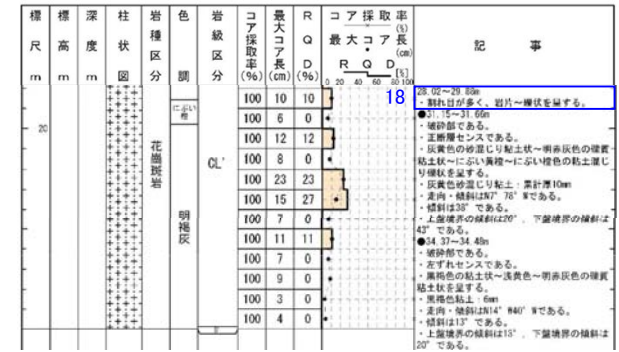 標尺 m
標高 m
深度 m
柱状図
岩種区分
色調
岩級区分
コア採取率(%)
最大コア長(cm)
RQD(%)
コア採取率(%)
最大コア長(cm)
RQD[%]
0 20 40 60 80 100
記事
20
花崗斑岩
にぶい橙
明褐灰
CL'
100 10 10
100 6 0
100 12 12
100 8 0
100 23 23
100 15 27
100 7 0
100 11 11
100 7 0
100 9 0
100 3 0
100 4 0
18
28.02～29.88m
・割れ目が多く、岩片～礫状を呈する。
●31.15～31.66m
・破砕部である。
・正断層センスである。
・灰黄色の砂混じり粘土状～明赤灰色の礫質
粘土状～にぶい黄橙～にぶい橙色の粘土混じ
り礫状を呈する。
・灰黄色砂混じり粘土：累計厚10mm
・走向・傾斜はN7°78°Wである。
・傾斜は38°である。
・上盤境界の傾斜は20°、下盤境界の傾斜は
43°である。
●34.37～34.48m
・破砕部である。
・左ずれセンスである。
・黒褐色の粘土状～浅黄色～明赤灰色の礫質
粘土状を呈する。
・黒褐色粘土：6mm
・走向・傾斜はN14°W40°Wである。
・傾斜は13°である。
・上盤境界の傾斜は13°、下盤境界の傾斜は
20°である。